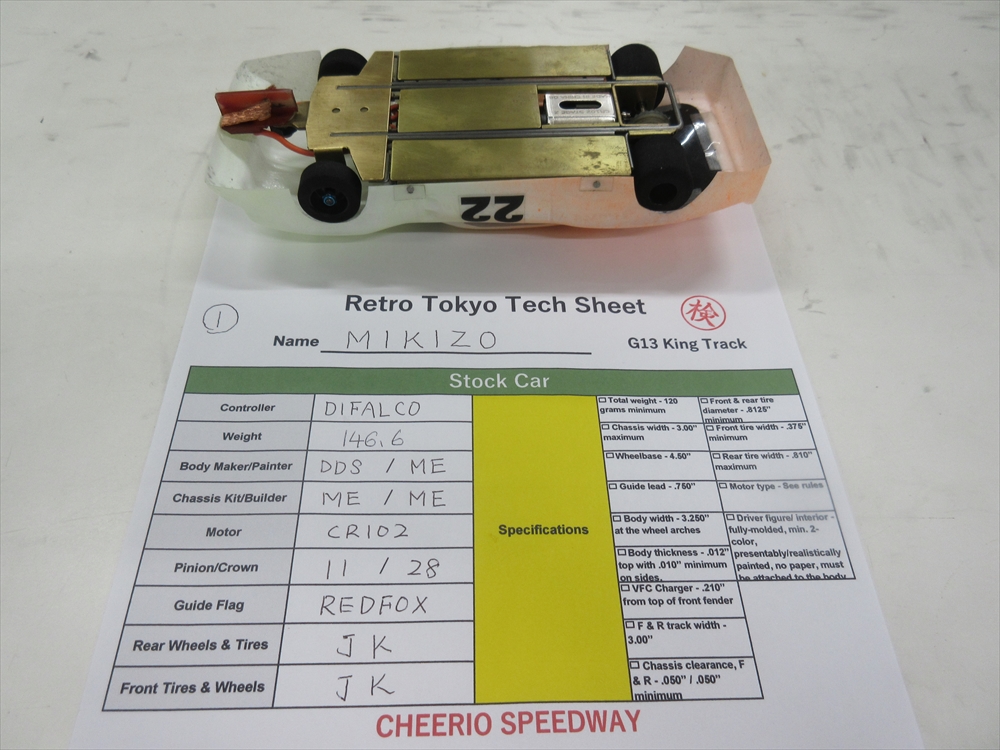 22
Retro Tokyo Tech Sheet
検
①
Name MIKIZO
G13 King Track
Stock Car
Controller DIFALCO
Weight 146.6
Body Maker/Painter DDS / ME
Chassis Kit/Builder ME / ME
Motor CR102
Pinion/Crown 11 / 28
Guide Flag REDFOX
Rear Wheels & Tires JK
Front Tires & Wheels JK
Specifications
☐ Total weight - 120
grams minimum
☐ Chassis width - 3.00"
maximum
☐ Wheelbase - 4.50"
☐ Guide lead - .750"
☐ Body width - 3.250"
at the wheel arches
☐ Body thickness - .012"
top with .010" minimum
on sides.
☐ VFC Charger - .210"
from top of front fender
☐ F & R track width -
3.00"
☐ Chassis clearance, F
& R - .050" / .050"
minimum
☐ Front & rear tire
diameter - .8125"
minimum
☐ Front tire width - .375"
minimum
☐ Rear tire width - .810"
maximum
☐ Motor type - See rules
☐ Driver figure/ interior -
fully-molded, min. 2-
color,
presentably/realistically
painted, no paper, must
be attached to the body
CHEERIO SPEEDWAY